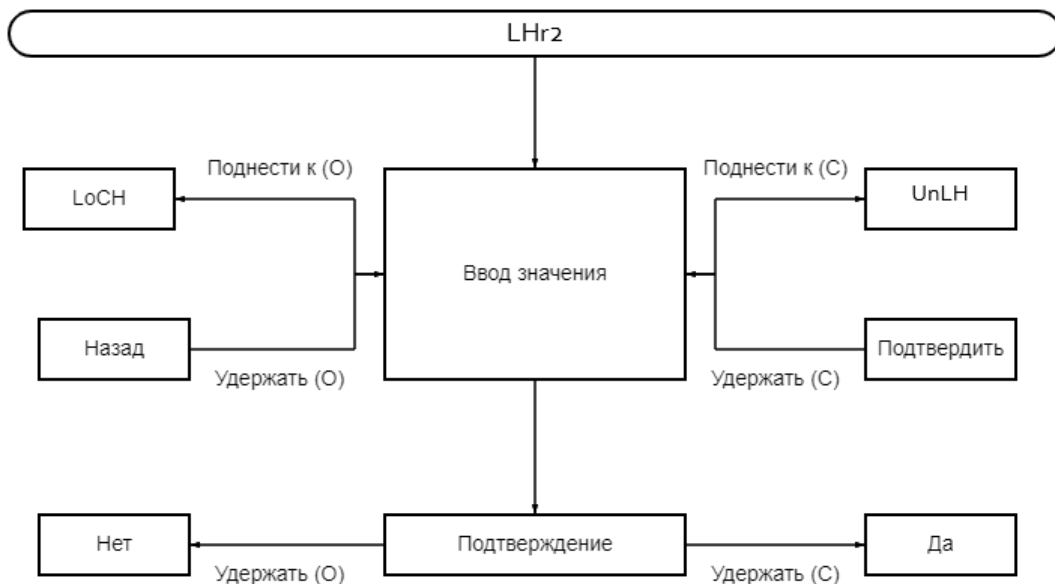 LHr2
Поднести к (O)
Поднести к (C)
LoCH
UnLH
Ввод значения
Назад
Подтвердить
Удержать (O)
Удержать (C)
Нет
Подтверждение
Да
Удержать (O)
Удержать (C)